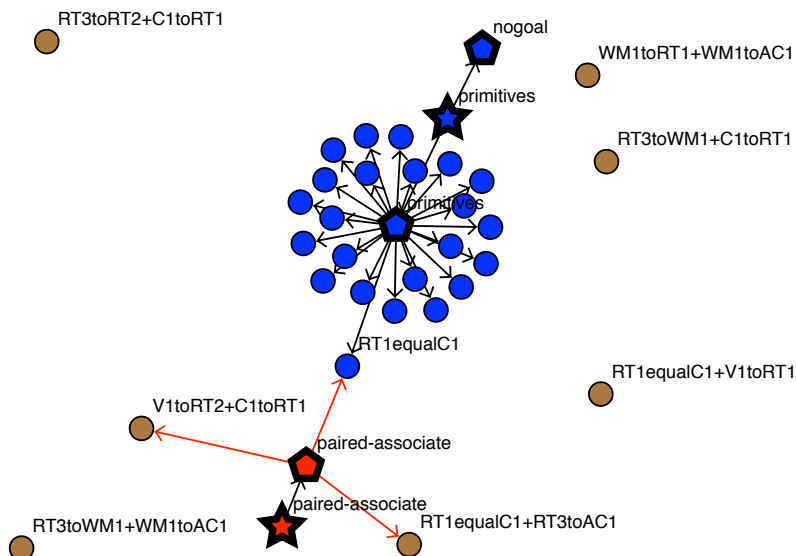 RT3toRT2+C1toRT1
nogoal
WM1toRT1+WM1toAC1
primitives
RT3toWM1+C1toRT1
primitives
RT1equalC1
RT1equalC1+V1toRT1
V1toRT2+C1toRT1
paired-associate
paired-associate
RT3toWM1+WM1toAC1
RT1equalC1+RT3toAC1